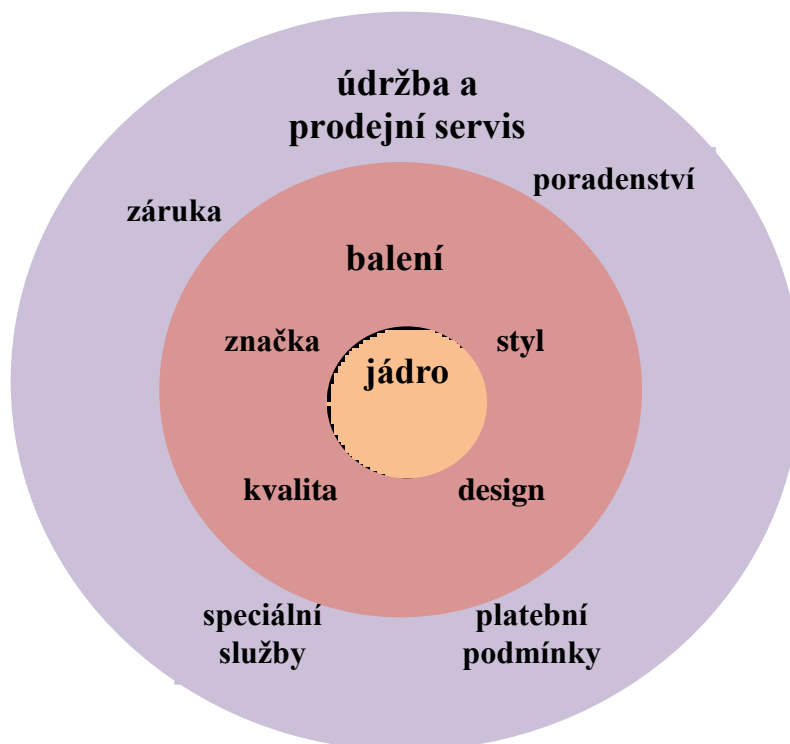 údržba a
prodejní servis
poradenství
záruka
balení
značka
styl
jádro
kvalita
design
speciální
služby
platební
podmínky